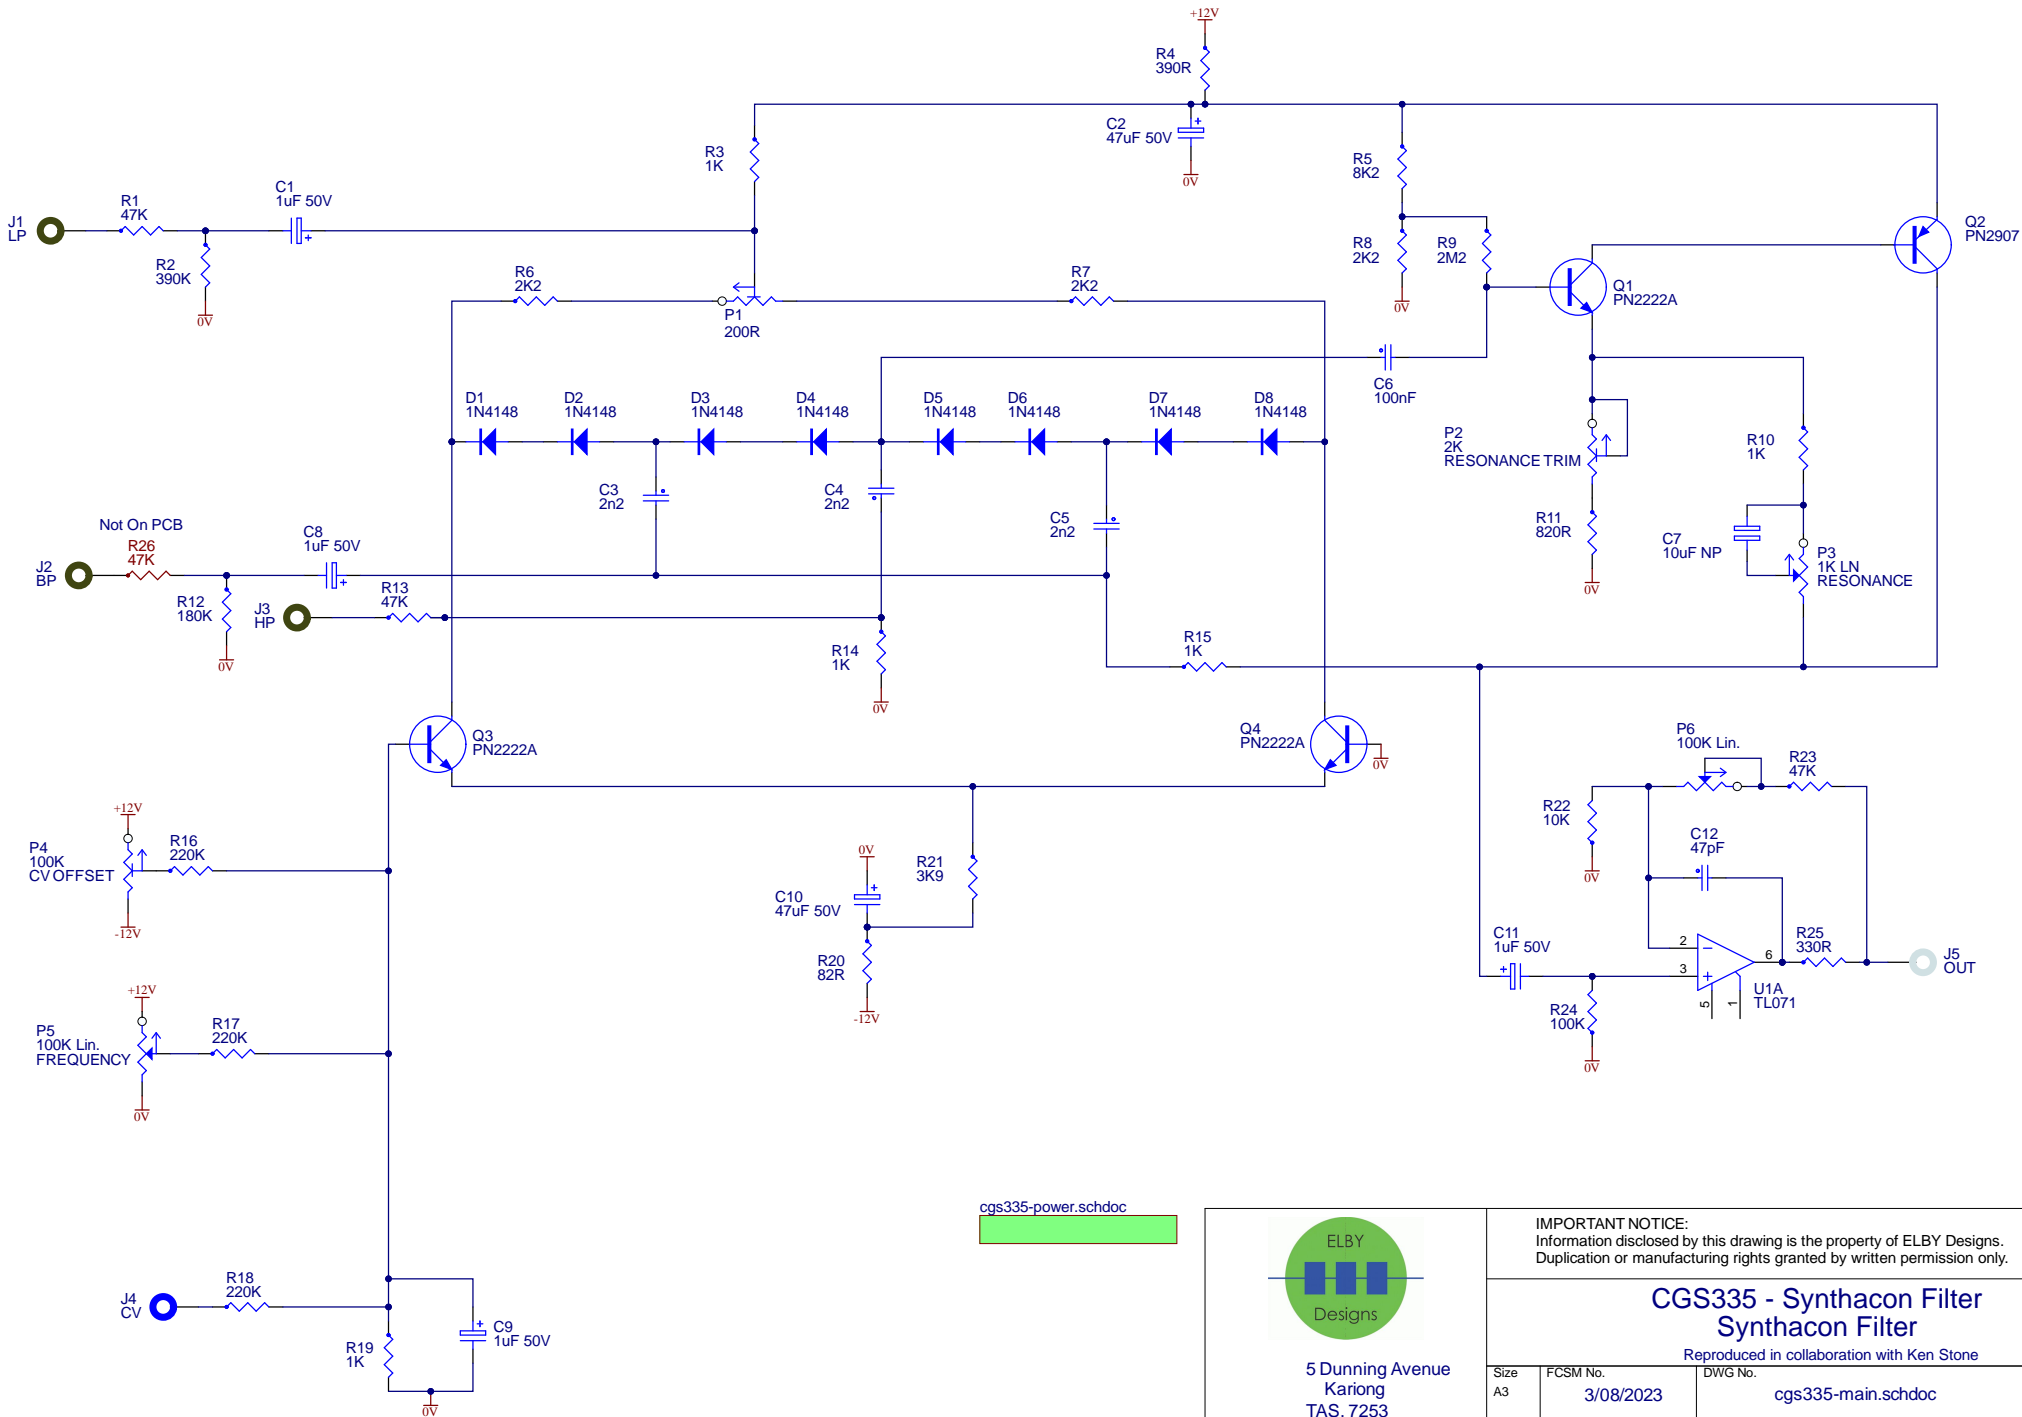 +12V
R4
390R
C2
47uF 50V
0V
R3
1K
R5
8K2
R8
2K2
0V
R9
2M2
Q2
PN2907
Q1
PN2222A
J1
LP
R1
47K
R2
390K
0V
C1
1uF 50V
R6
2K2
P1
200R
R7
2K2
C6
100nF
D1
1N4148
D2
1N4148
D3
1N4148
D4
1N4148
D5
1N4148
D6
1N4148
D7
1N4148
D8
1N4148
P2
2K
RESONANCE TRIM
R10
1K
C3
2n2
C4
2n2
C5
2n2
R11
820R
0V
C7
10uF NP
P3
1K LN
RESONANCE
Not On PCB
R26
47K
J2
BP
R12
180K
0V
C8
1uF 50V
J3
HP
R13
47K
R14
1K
0V
R15
1K
Q3
PN2222A
Q4
PN2222A
0V
P6
100K Lin.
R23
47K
R22
10K
0V
C12
47pF
+12V
P4
100K
CV OFFSET
-12V
R16
220K
0V
C10
47uF 50V
R21
3K9
R20
82R
-12V
C11
1uF 50V
2
3
6
5
1
U1A
TL071
R25
330R
J5
OUT
R24
100K
0V
+12V
P5
100K Lin.
FREQUENCY
0V
R17
220K
J4
CV
R18
220K
R19
1K
C9
1uF 50V
0V
cgs335-power.schdoc
ELBY
Designs
5 Dunning Avenue
Kariong
TAS. 7253
IMPORTANT NOTICE:
Information disclosed by this drawing is the property of ELBY Designs.
Duplication or manufacturing rights granted by written permission only.
CGS335 - Synthacon Filter
Synthacon Filter
Reproduced in collaboration with Ken Stone
Size
A3
FCSM No.
3/08/2023
DWG No.
cgs335-main.schdoc